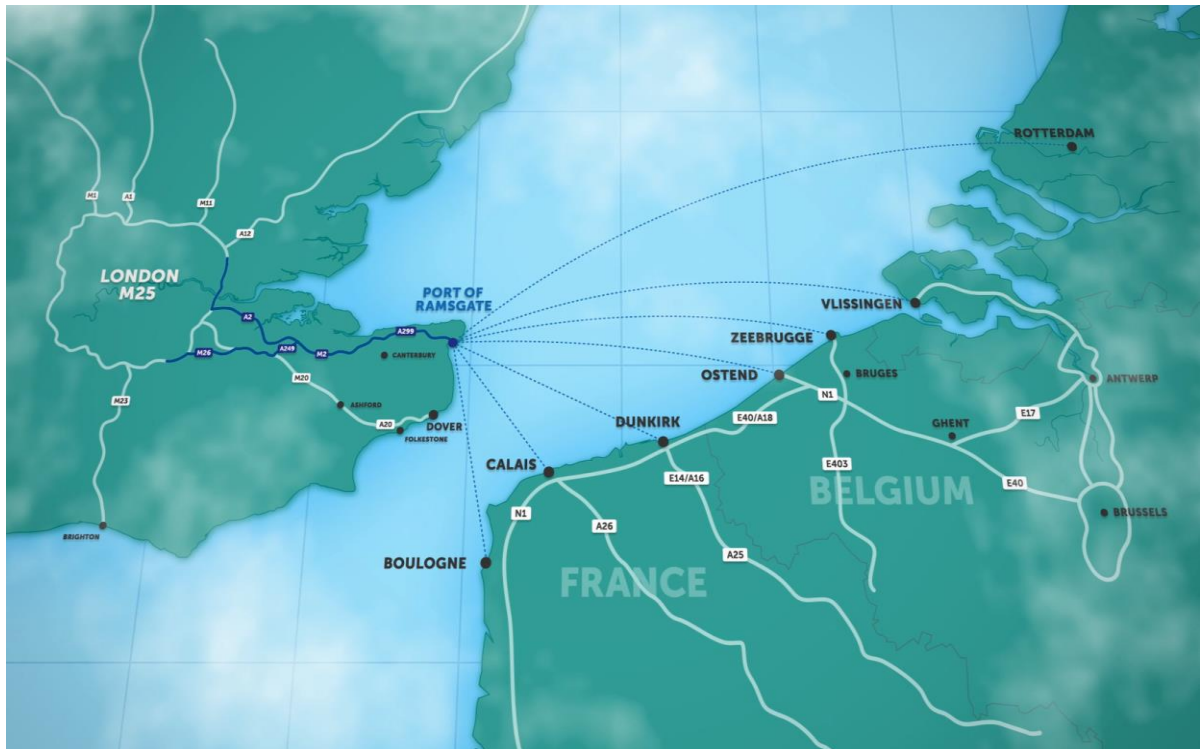 ROTTERDAM
M1
A1
M11
A12
LONDON
M25
PORT OF
RAMSGATE
VLISSINGEN
A2
A299
ZEEBRUGGE
M26
A249
M2
CANTERBURY
OSTEND
BRUGES
ANTWERP
M20
N1
M23
ASHFORD
A20
DOVER
FOLKESTONE
DUNKIRK
E40/A18
E17
GHENT
CALAIS
E14/A16
E403
BELGIUM
E40
N1
A26
BRUSSELS
BRIGHTON
BOULOGNE
A25
FRANCE